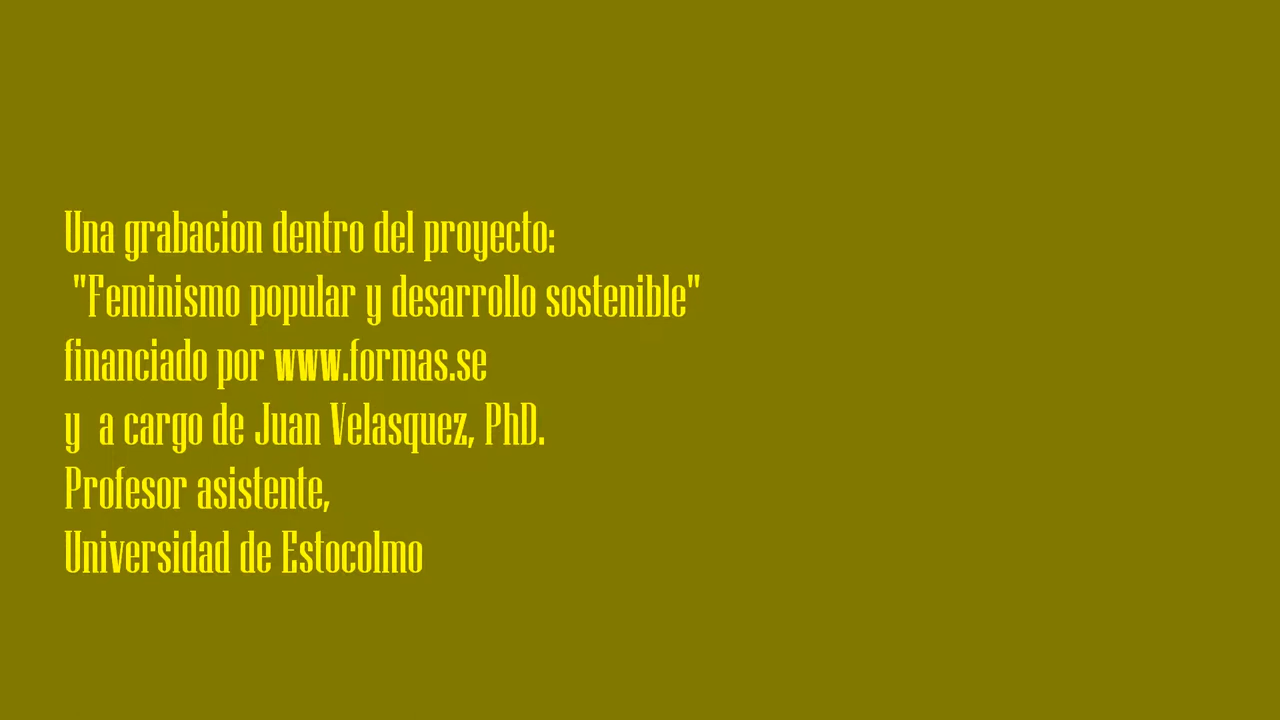 Una grabacion dentro del proyecto:
"Feminismo popular y desarrollo sostenible"
financiado por www.formas.se
y a cargo de Juan Velasquez, PhD.
Profesor asistente,
Universidad de Estocolmo